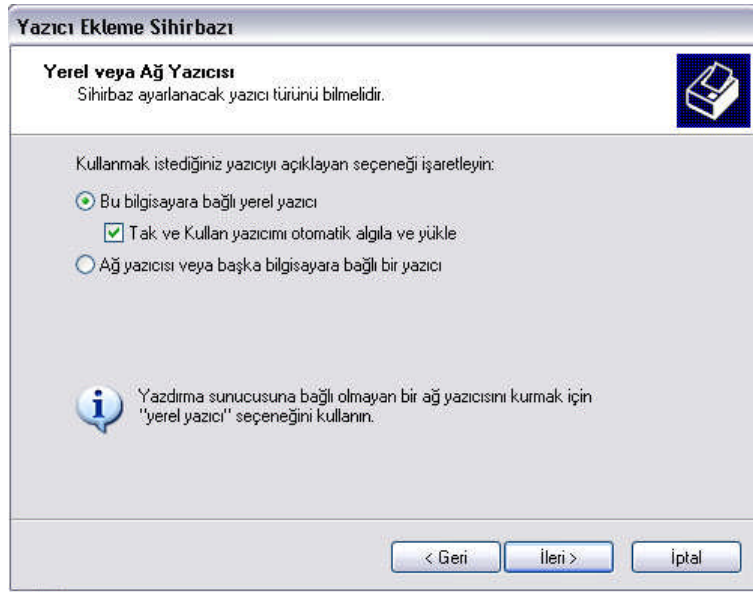 Yazıcı Ekleme Sihirbazı
Yerel veya Ağ Yazıcısı
Sihirbaz ayarlanacak yazıcı türünü bilmelidir.
Kullanmak istediğiniz yazıcıyı açıklayan seçeneği işaretleyin:
Bu bilgisayara bağlı yerel yazıcı
Tak ve Kullan yazıcımı otomatik algıla ve yükle
Ağ yazıcısı veya başka bilgisayara bağlı bir yazıcı
Yazdırma sunucusuna bağlı olmayan bir ağ yazıcısını kurmak için
"yerel yazıcı" seçeneğini kullanın.
< Geri İleri > İptal